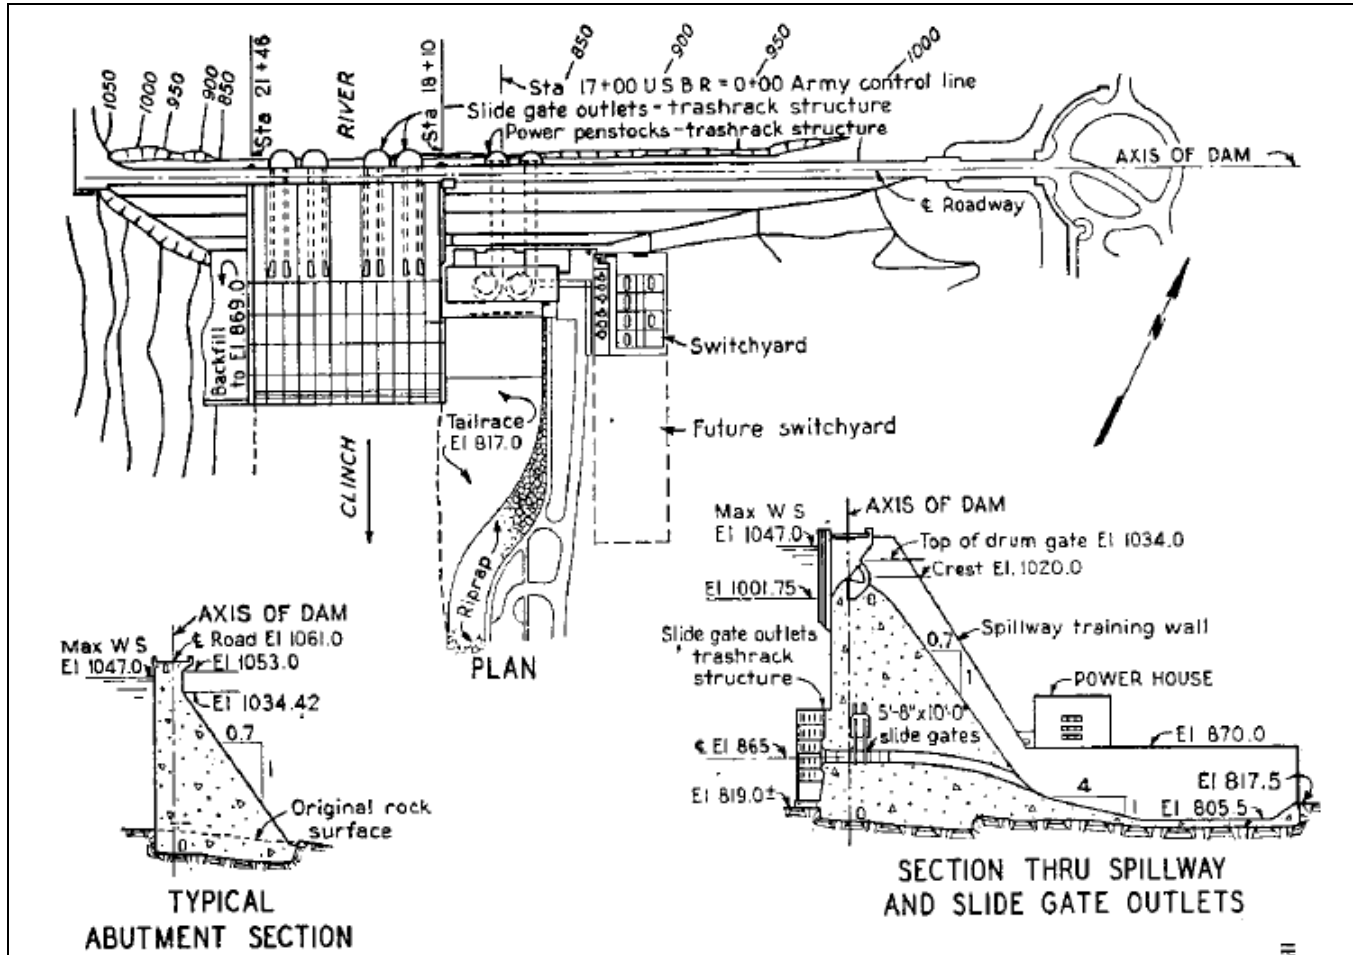 1050
1000
950
900
850
Sta 21+46
RIVER
Sta 18+10
850
900
950
1000
Sta 17+00 USBR = 0+00 Army control line
Slide gate outlets-trashrack structure
Power penstocks-trashrack structure
AXIS OF DAM
℄ Roadway
Backfill
to El 869.0
Switchyard
Tailrace
El 817.0
Future switchyard
CLINCH
Riprap
PLAN
AXIS OF DAM
℄ Road El 1061.0
Max W S
El 1047.0
El 1053.0
El 1034.42
0.7
1
Original rock
surface
TYPICAL
ABUTMENT SECTION
AXIS OF DAM
Max W S
El 1047.0
Top of drum gate El 1034.0
Crest El. 1020.0
El 1001.75
Slide gate outlets
trashrack
structure
0.7
1
Spillway training wall
POWER HOUSE
5'-8"x10'-0"
slide gates
℄ El 865
El 870.0
El 819.0±
4
1
El 817.5
El 805.5
SECTION THRU SPILLWAY
AND SLIDE GATE OUTLETS